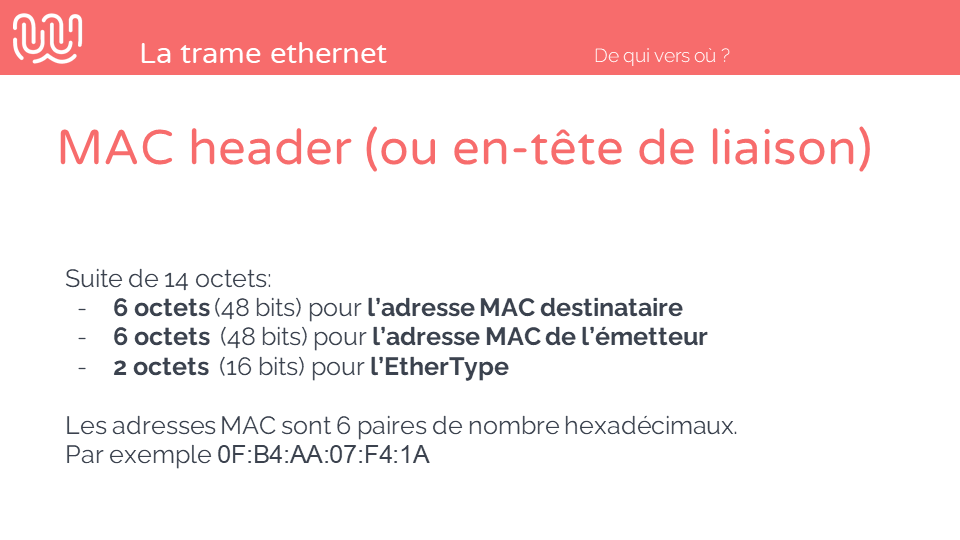 La trame ethernet
De qui vers où ?
MAC header (ou en-tête de liaison)
Suite de 14 octets:
- 6 octets (48 bits) pour l’adresse MAC destinataire
- 6 octets (48 bits) pour l’adresse MAC de l’émetteur
- 2 octets (16 bits) pour l’EtherType
Les adresses MAC sont 6 paires de nombre hexadécimaux.
Par exemple 0F:B4:AA:07:F4:1A